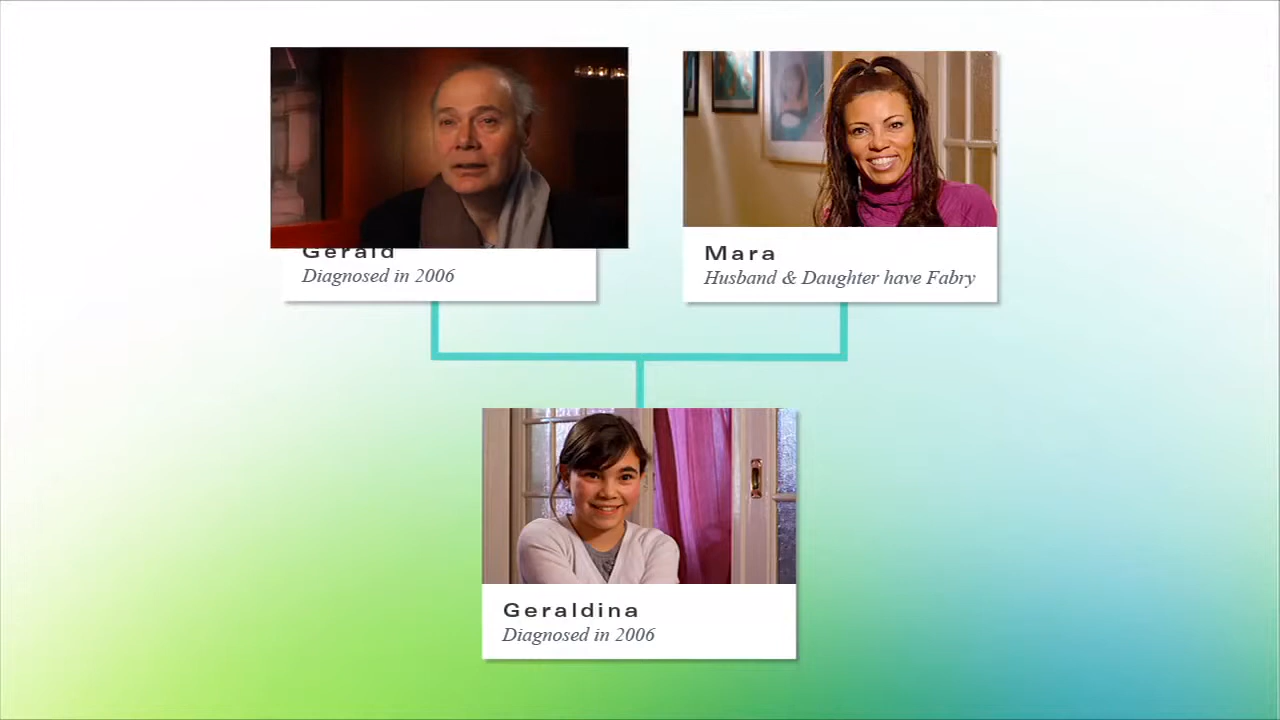 Gerald
Diagnosed in 2006
Mara
Husband & Daughter have Fabry
Geraldina
Diagnosed in 2006